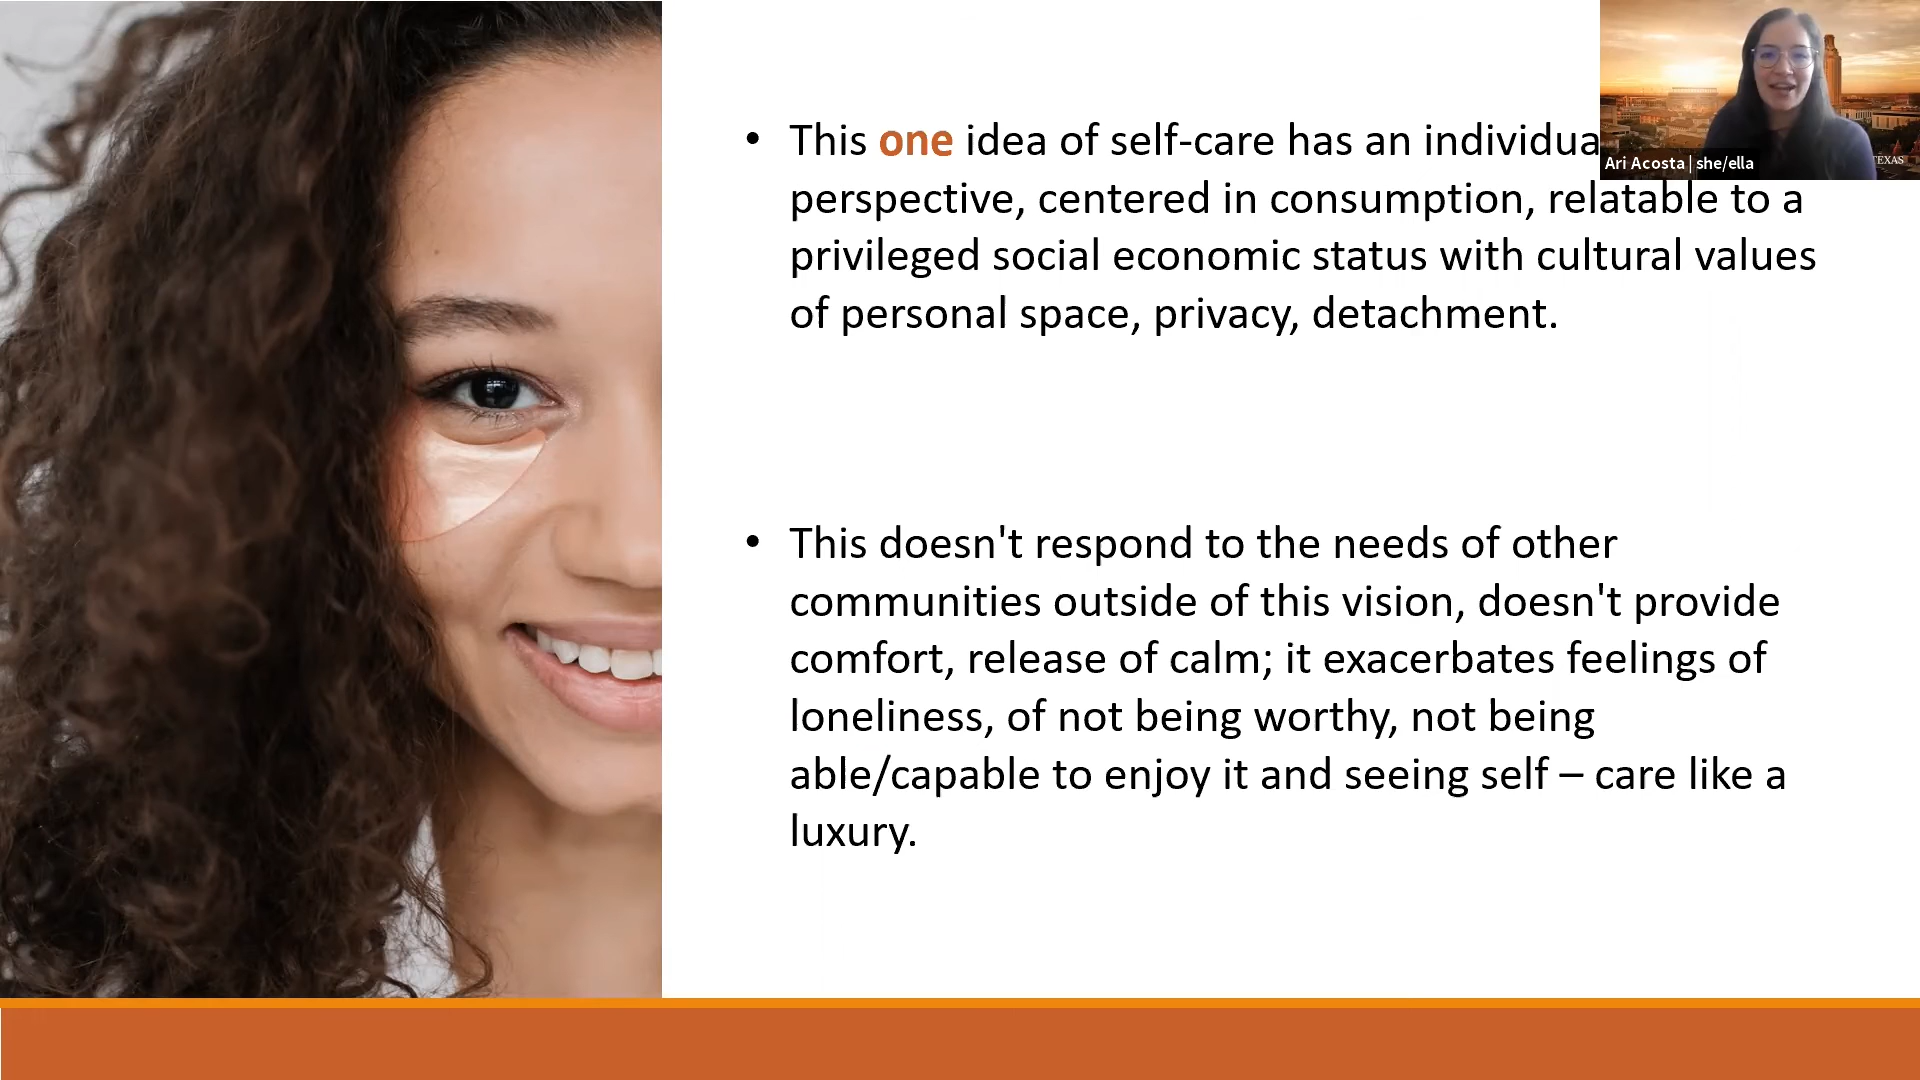 • This one idea of self-care has an individua
perspective, centered in consumption, relatable to a
privileged social economic status with cultural values
of personal space, privacy, detachment.
• This doesn't respond to the needs of other
communities outside of this vision, doesn't provide
comfort, release of calm; it exacerbates feelings of
loneliness, of not being worthy, not being
able/capable to enjoy it and seeing self – care like a
luxury.
Ari Acosta | she/ella
TEXAS